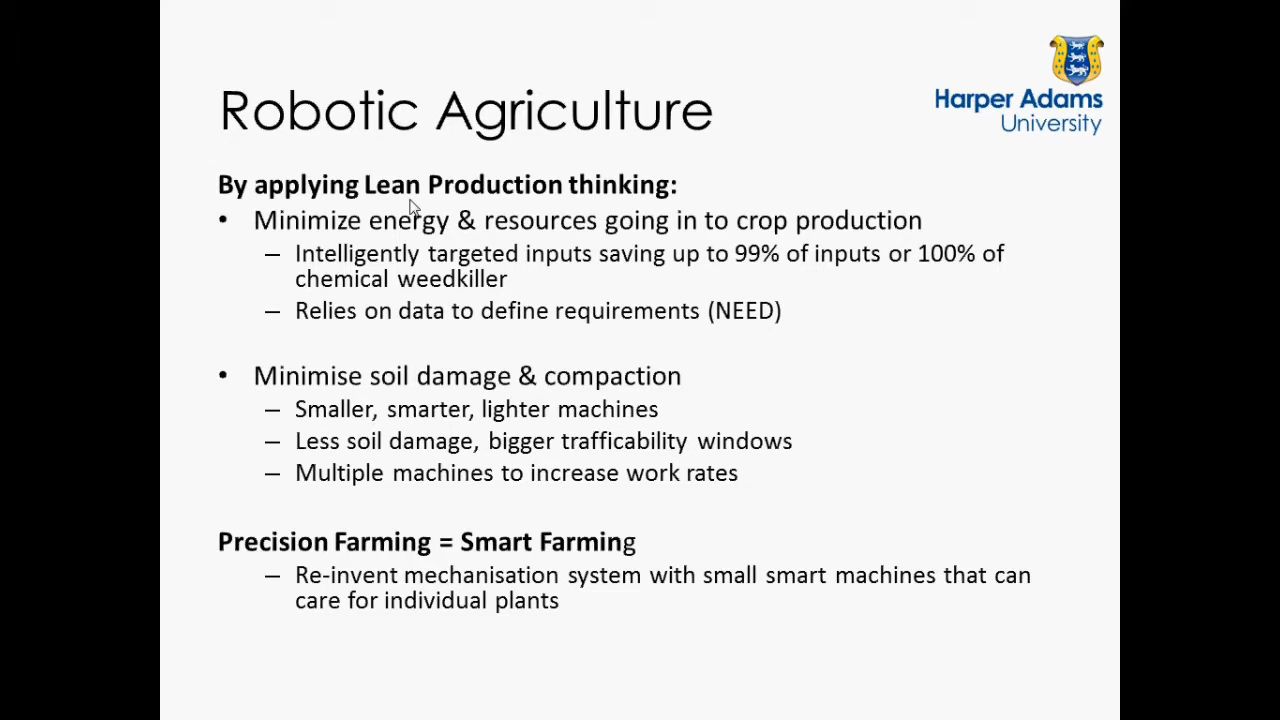 Harper Adams
University
Robotic Agriculture
By applying Lean Production thinking:
• Minimize energy & resources going in to crop production
– Intelligently targeted inputs saving up to 99% of inputs or 100% of
chemical weedkiller
– Relies on data to define requirements (NEED)
• Minimise soil damage & compaction
– Smaller, smarter, lighter machines
– Less soil damage, bigger trafficability windows
– Multiple machines to increase work rates
Precision Farming = Smart Farming
– Re-invent mechanisation system with small smart machines that can
care for individual plants